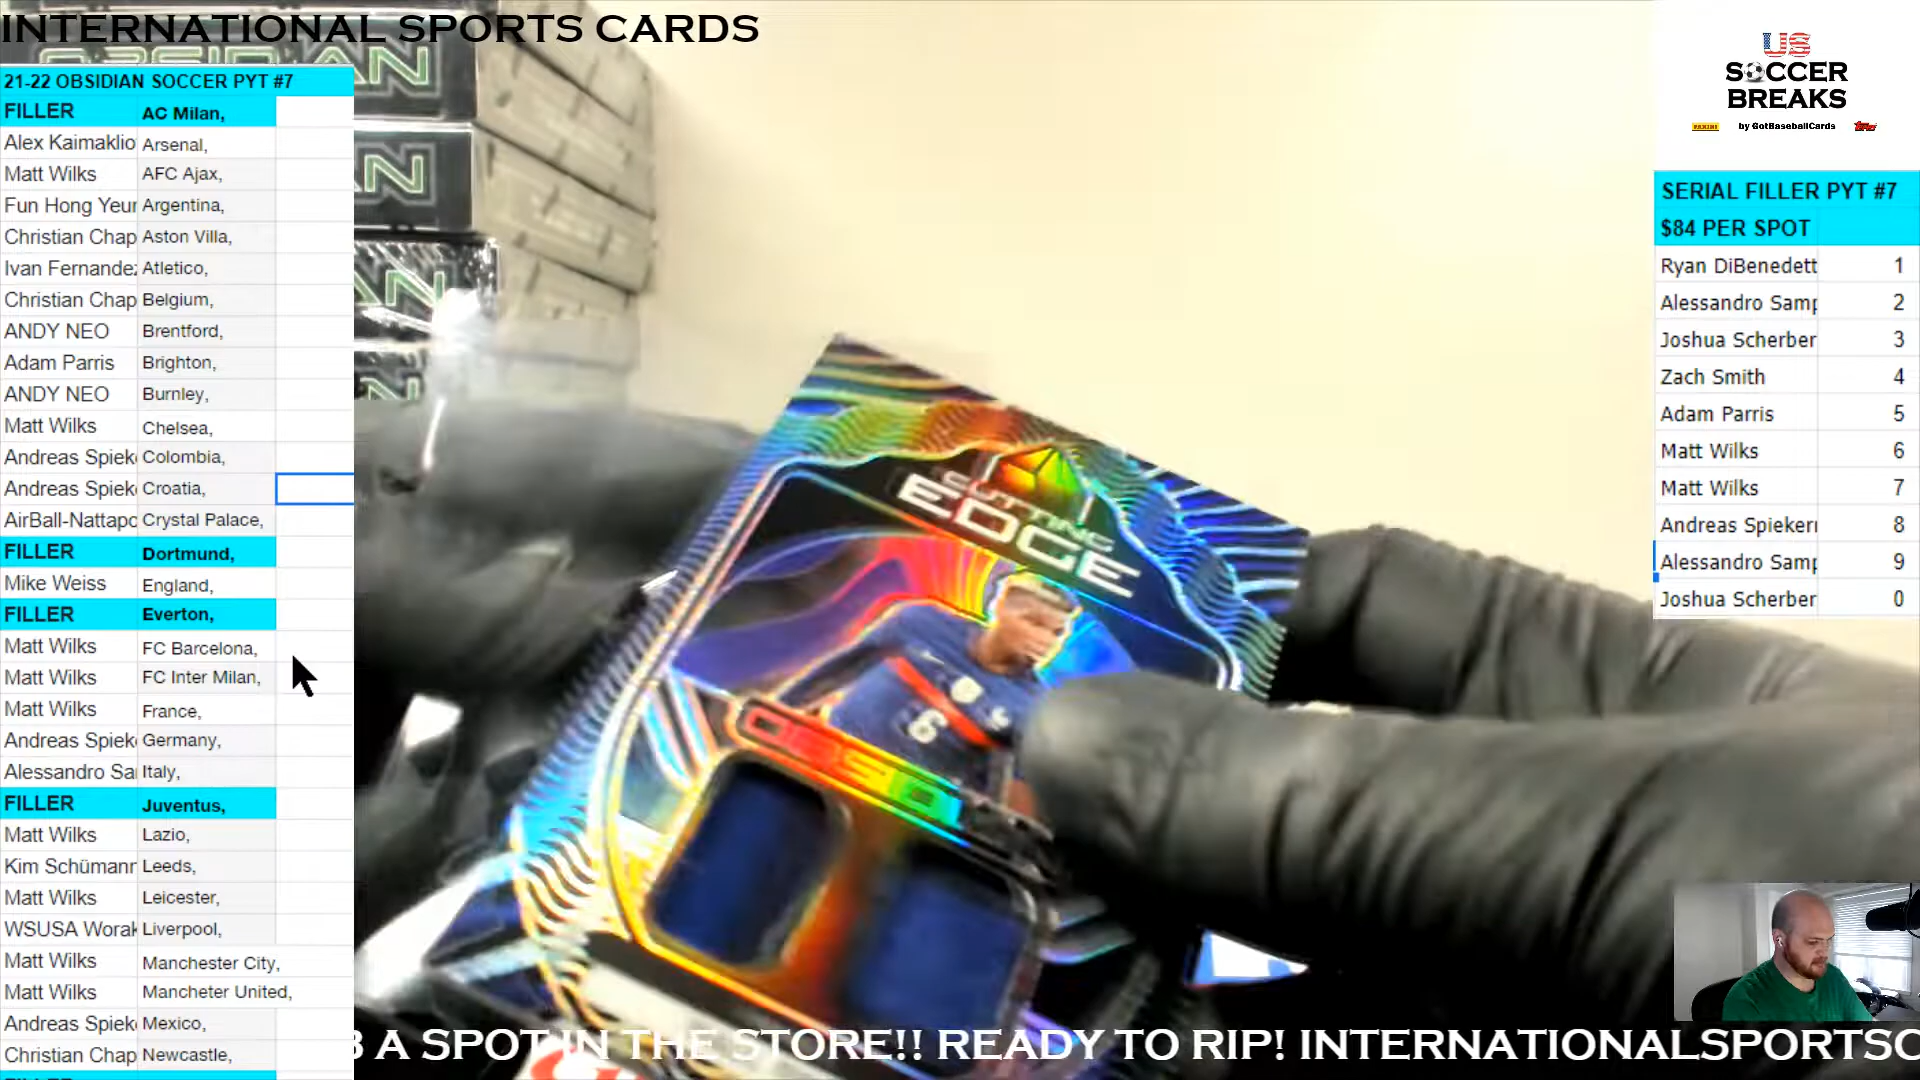 INTERNATIONAL SPORTS CARDS
21-22 OBSIDIAN SOCCER PYT #7
FILLER AC Milan,
Alex Kaimaklio Arsenal,
Matt Wilks AFC Ajax,
Fun Hong Yeur Argentina,
Christian Chap Aston Villa,
Ivan Fernandez Atletico,
Christian Chap Belgium,
ANDY NEO Brentford,
Adam Parris Brighton,
ANDY NEO Burnley,
Matt Wilks Chelsea,
Andreas Spiek Colombia,
Andreas Spiek Croatia,
AirBall-Nattapo Crystal Palace,
FILLER Dortmund,
Mike Weiss England,
FILLER Everton,
Matt Wilks FC Barcelona,
Matt Wilks FC Inter Milan,
Matt Wilks France,
Andreas Spiek Germany,
Alessandro Sa Italy,
FILLER Juventus,
Matt Wilks Lazio,
Kim Schümann Leeds,
Matt Wilks Leicester,
WSUSA Worak Liverpool,
Matt Wilks Manchester City,
Matt Wilks Mancheter United,
Andreas Spiek Mexico,
Christian Chap Newcastle,
OBSIDIAN
CUTTING
EDGE
6
US
SOCCER
BREAKS
PANINI by GotBaseballCards Topps
SERIAL FILLER PYT #7
$84 PER SPOT
Ryan DiBenedett 1
Alessandro Samp 2
Joshua Scherber 3
Zach Smith 4
Adam Parris 5
Matt Wilks 6
Matt Wilks 7
Andreas Spiekern 8
Alessandro Samp 9
Joshua Scherber 0
B A SPOT IN THE STORE!! READY TO RIP! INTERNATIONALSPORTSC